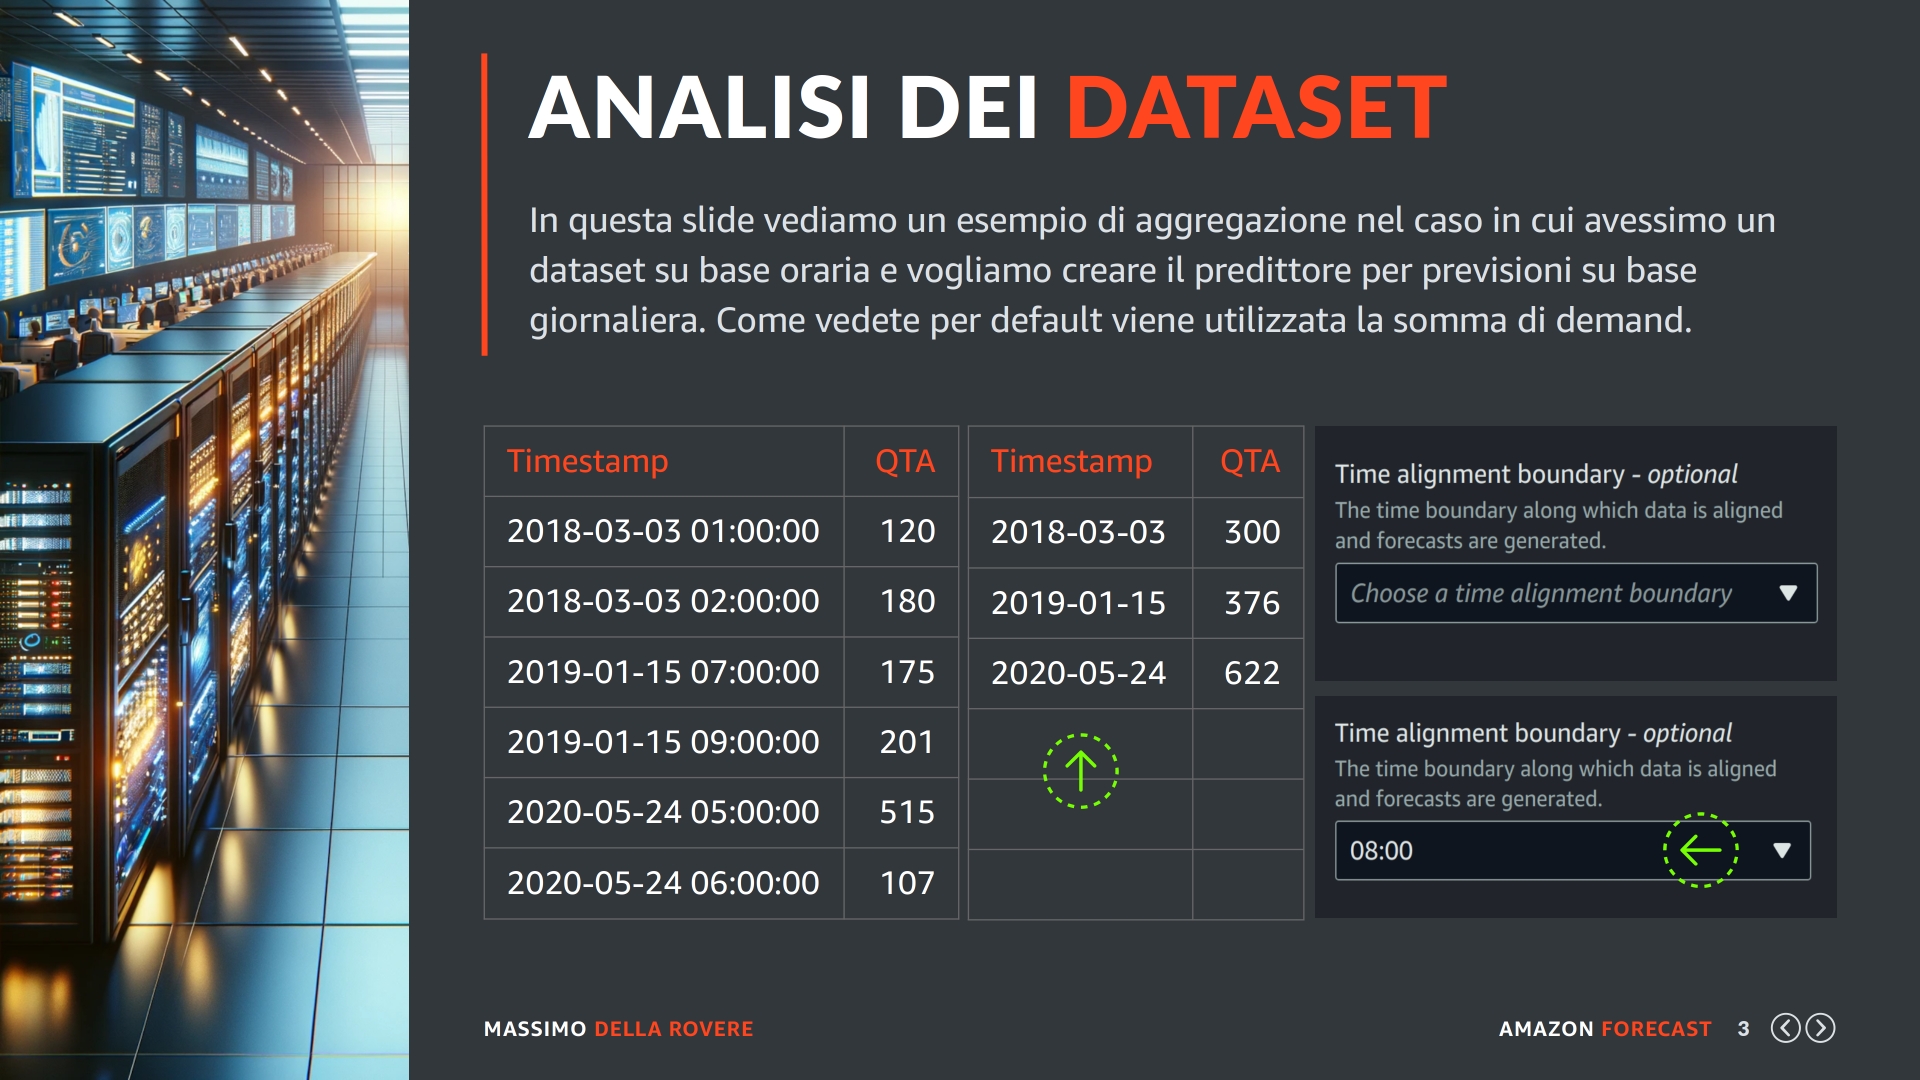 ANALISI DEI DATASET
In questa slide vediamo un esempio di aggregazione nel caso in cui avessimo un
dataset su base oraria e vogliamo creare il predittore per previsioni su base
giornaliera. Come vedete per default viene utilizzata la somma di demand.
Timestamp QTA
2018-03-03 01:00:00 120
2018-03-03 02:00:00 180
2019-01-15 07:00:00 175
2019-01-15 09:00:00 201
2020-05-24 05:00:00 515
2020-05-24 06:00:00 107
Timestamp QTA
2018-03-03 300
2019-01-15 376
2020-05-24 622
Time alignment boundary - optional
The time boundary along which data is aligned
and forecasts are generated.
Choose a time alignment boundary
Time alignment boundary - optional
The time boundary along which data is aligned
and forecasts are generated.
08:00
MASSIMO DELLA ROVERE
AMAZON FORECAST 3